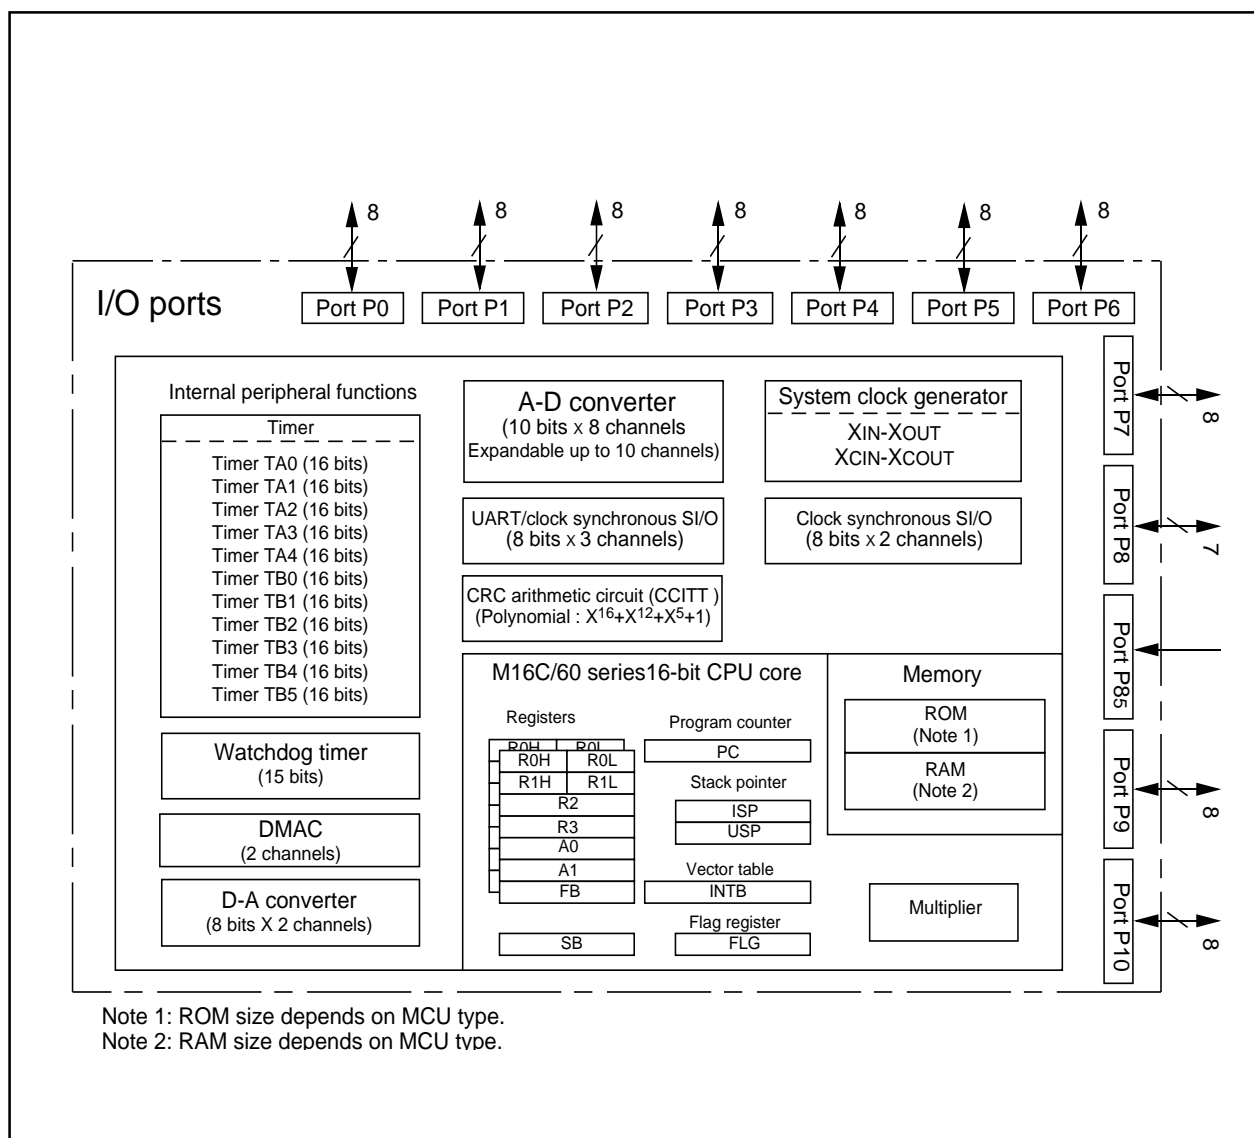 8 8 8 8 8 8 8
I/O ports
Port P0 Port P1 Port P2 Port P3 Port P4 Port P5 Port P6
Port P7
8
Port P8
7
Port P85
Port P9
8
Port P10
8
Internal peripheral functions
Timer
Timer TA0 (16 bits)
Timer TA1 (16 bits)
Timer TA2 (16 bits)
Timer TA3 (16 bits)
Timer TA4 (16 bits)
Timer TB0 (16 bits)
Timer TB1 (16 bits)
Timer TB2 (16 bits)
Timer TB3 (16 bits)
Timer TB4 (16 bits)
Timer TB5 (16 bits)
Watchdog timer
(15 bits)
DMAC
(2 channels)
D-A converter
(8 bits X 2 channels)
A-D converter
(10 bits x 8 channels
Expandable up to 10 channels)
UART/clock synchronous SI/O
(8 bits x 3 channels)
CRC arithmetic circuit (CCITT )
(Polynomial : X16+X12+X5+1)
System clock generator
XIN-XOUT
XCIN-XCOUT
Clock synchronous SI/O
(8 bits x 2 channels)
M16C/60 series16-bit CPU core
Registers
R0H R0L
R0H R0L
R1H R1L
R2
R3
A0
A1
FB
SB
Program counter
PC
Stack pointer
ISP
USP
Vector table
INTB
Flag register
FLG
Memory
ROM
(Note 1)
RAM
(Note 2)
Multiplier
Note 1: ROM size depends on MCU type.
Note 2: RAM size depends on MCU type.